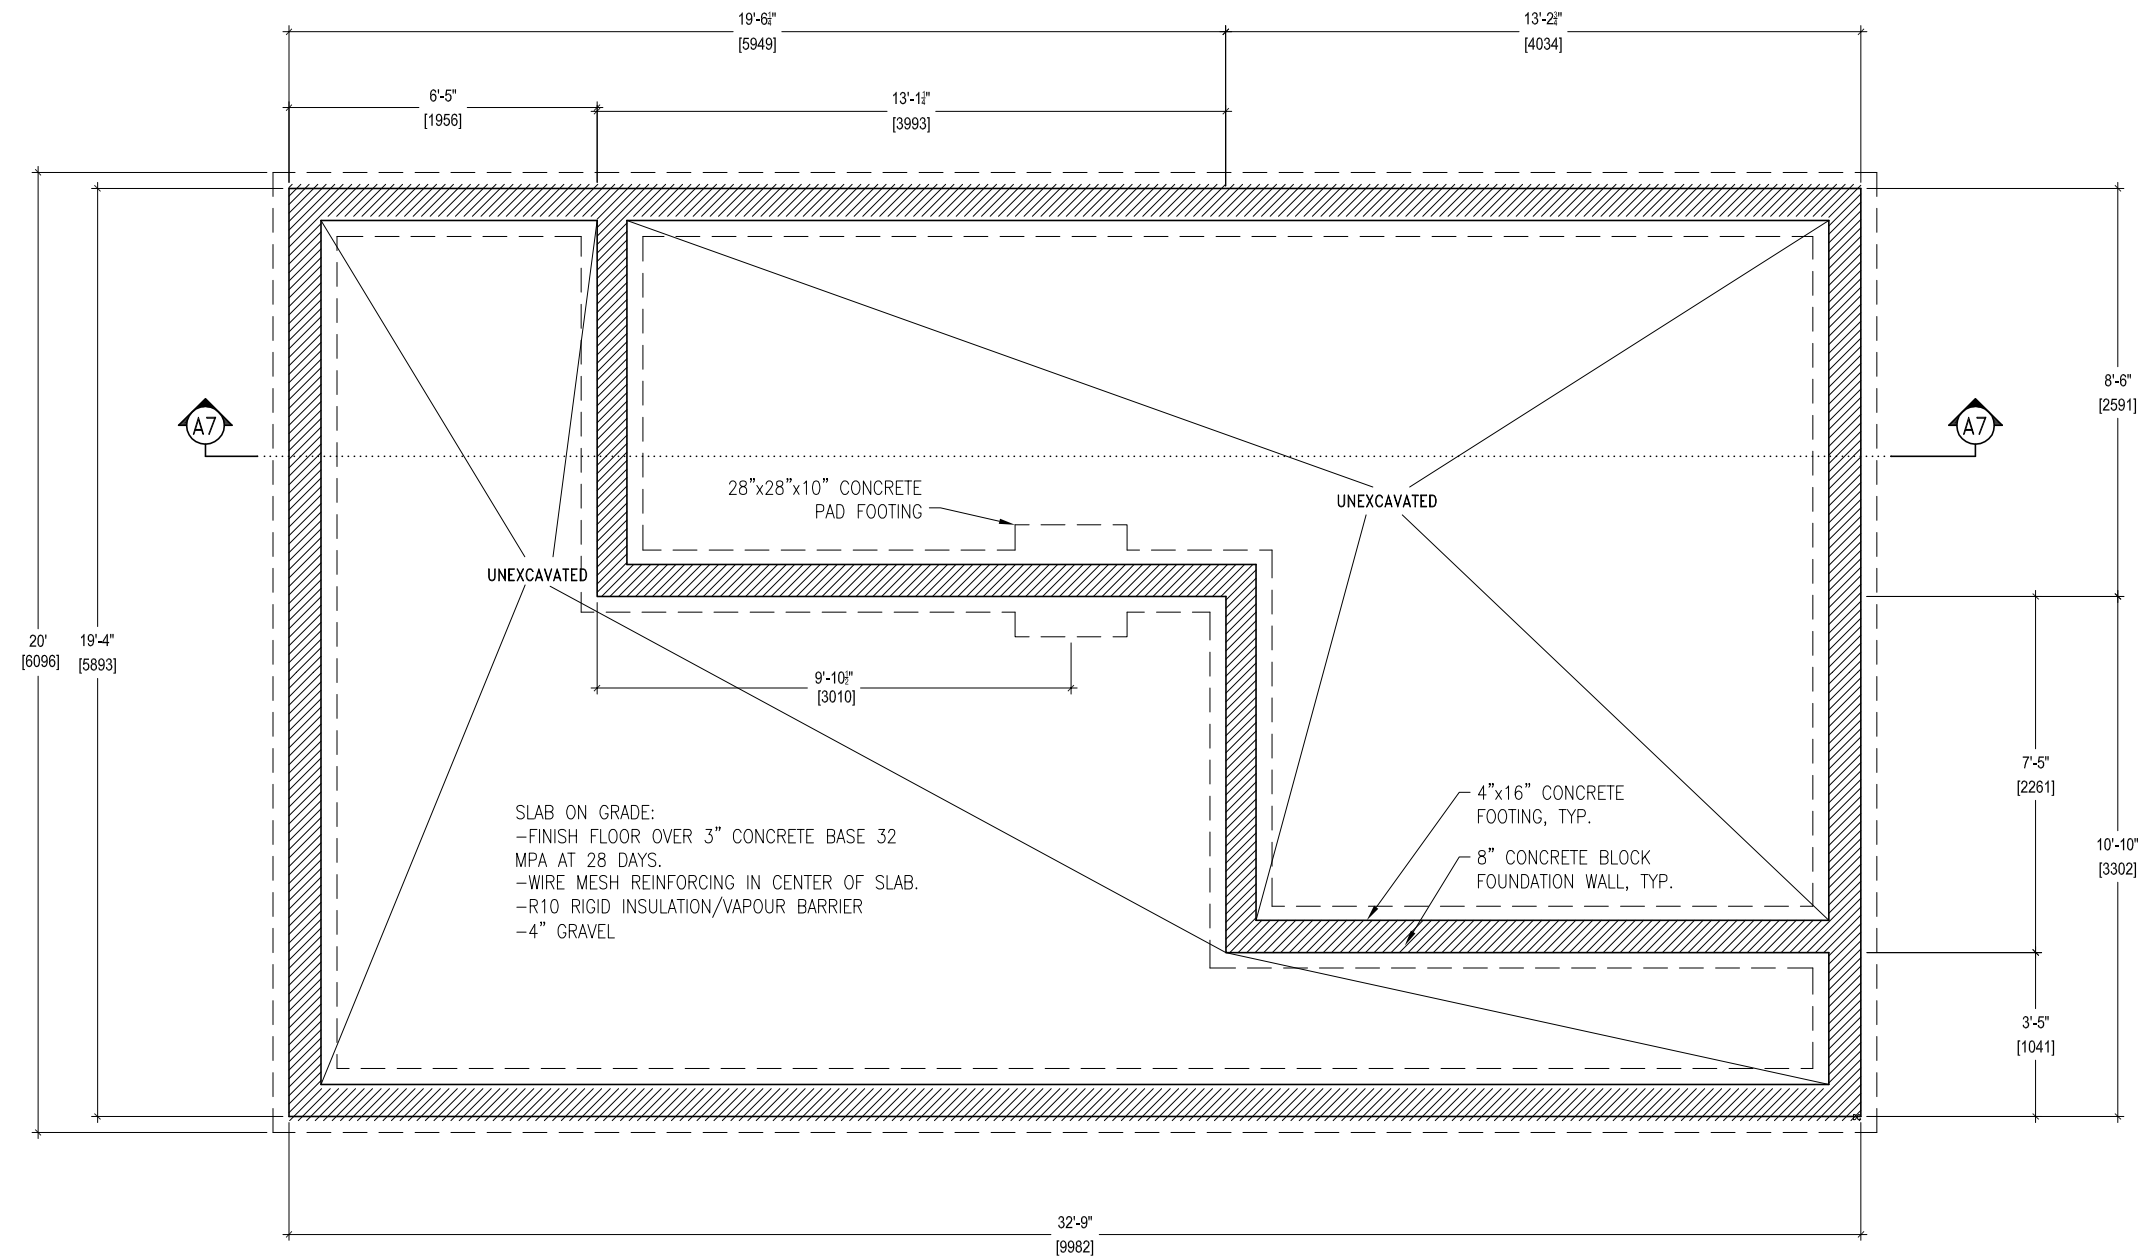 19'-6¼"
[5949]
13'-2¾"
[4034]
6'-5"
[1956]
13'-1¼"
[3993]
8'-6"
[2591]
A7
A7
28”x28”x10” CONCRETE
PAD FOOTING
UNEXCAVATED
UNEXCAVATED
20'
[6096]
19'-4"
[5893]
9'-10½"
[3010]
7'-5"
[2261]
4”x16” CONCRETE
FOOTING, TYP.
8” CONCRETE BLOCK
FOUNDATION WALL, TYP.
SLAB ON GRADE:
-FINISH FLOOR OVER 3” CONCRETE BASE 32
MPA AT 28 DAYS.
-WIRE MESH REINFORCING IN CENTER OF SLAB.
-R10 RIGID INSULATION/VAPOUR BARRIER
-4” GRAVEL
10'-10"
[3302]
3'-5"
[1041]
32'-9"
[9982]